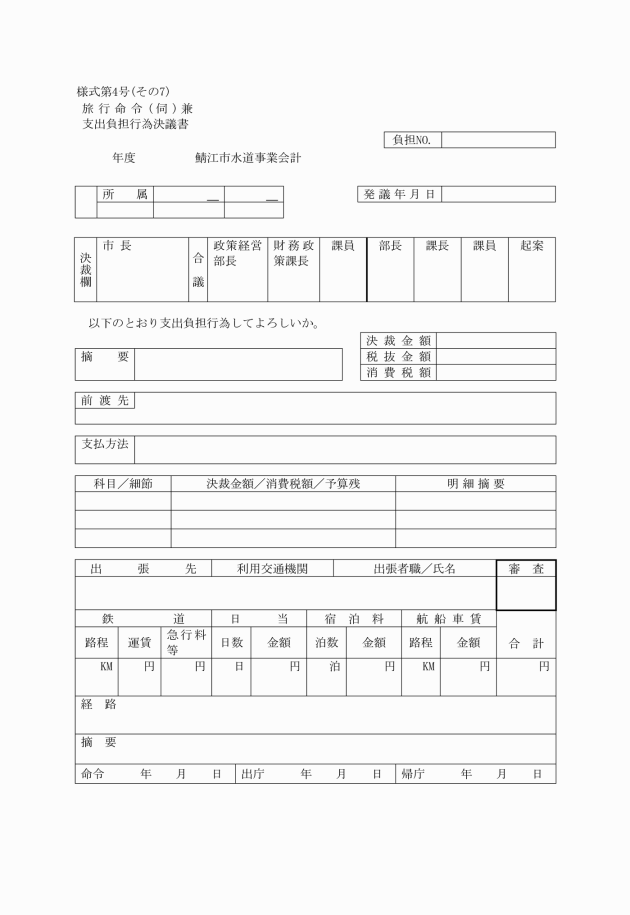 様式第4号(その7)
旅行命令(伺)兼
支出負担行為決議書
負担NO.
年度 鯖江市水道事業会計
所属 ＿ ＿
発議年月日
決裁欄 市長 合議 政策経営部長 財務政策課長 課員 部長 課長 課員 起案
以下のとおり支出負担行為してよろしいか。
決裁金額
摘要 税抜金額
消費税額
前渡先
支払方法
科目／細節 決裁金額／消費税額／予算残 明細摘要
出張先 利用交通機関 出張者職／氏名 審査
鉄道 日当 宿泊料 航船車賃
路程 運賃 急行料等 日数 金額 泊数 金額 路程 金額 合計
KM 円 円 日 円 泊 円 KM 円 円
経路
摘要
命令 年 月 日 出庁 年 月 日 帰庁 年 月 日